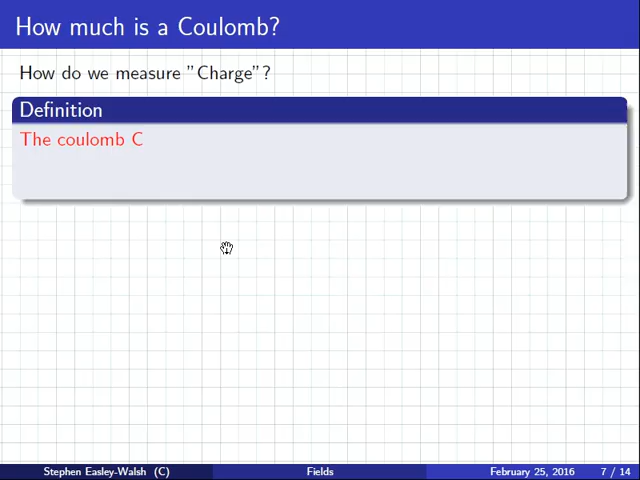 How much is a Coulomb?
How do we measure "Charge"?
Definition
The coulomb C
Stephen Easley-Walsh (C) Fields February 25, 2016 7 / 14